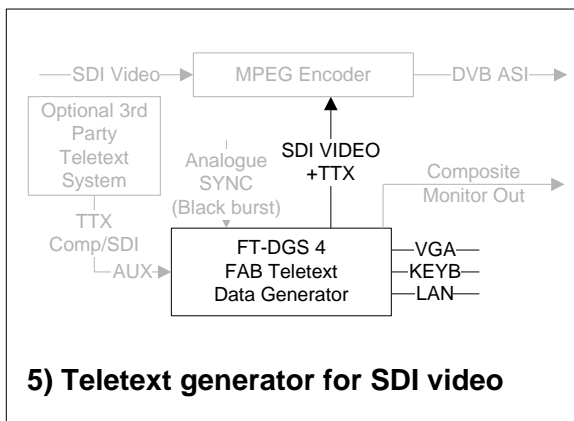 SDI Video
MPEG Encoder
DVB ASI
Optional 3rd
Party
Teletext
System
Analogue
SYNC
(Black burst)
SDI VIDEO
+TTX
Composite
Monitor Out
TTX
Comp/SDI
AUX
FT-DGS 4
FAB Teletext
Data Generator
VGA
KEYB
LAN
5) Teletext generator for SDI video